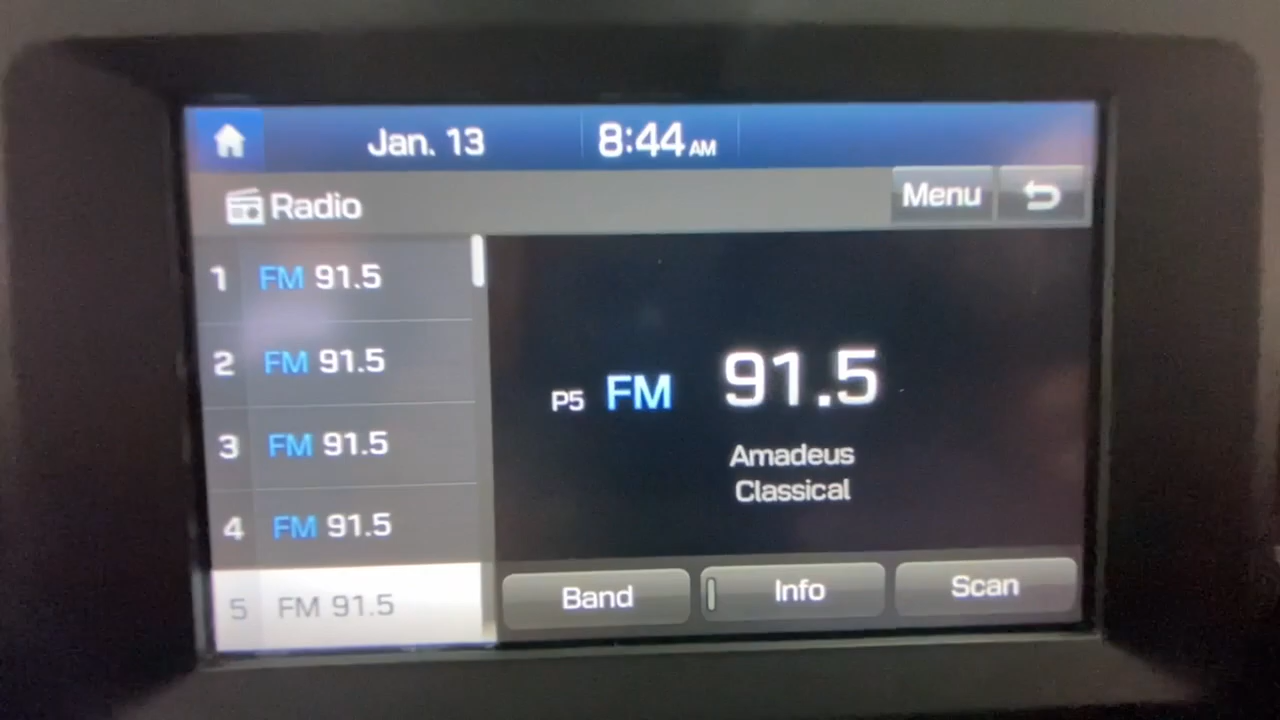 Jan. 13 8:44 AM
Radio Menu
1 FM 91.5
2 FM 91.5
3 FM 91.5
4 FM 91.5
5 FM 91.5
P5 FM 91.5
Amadeus
Classical
Band Info Scan